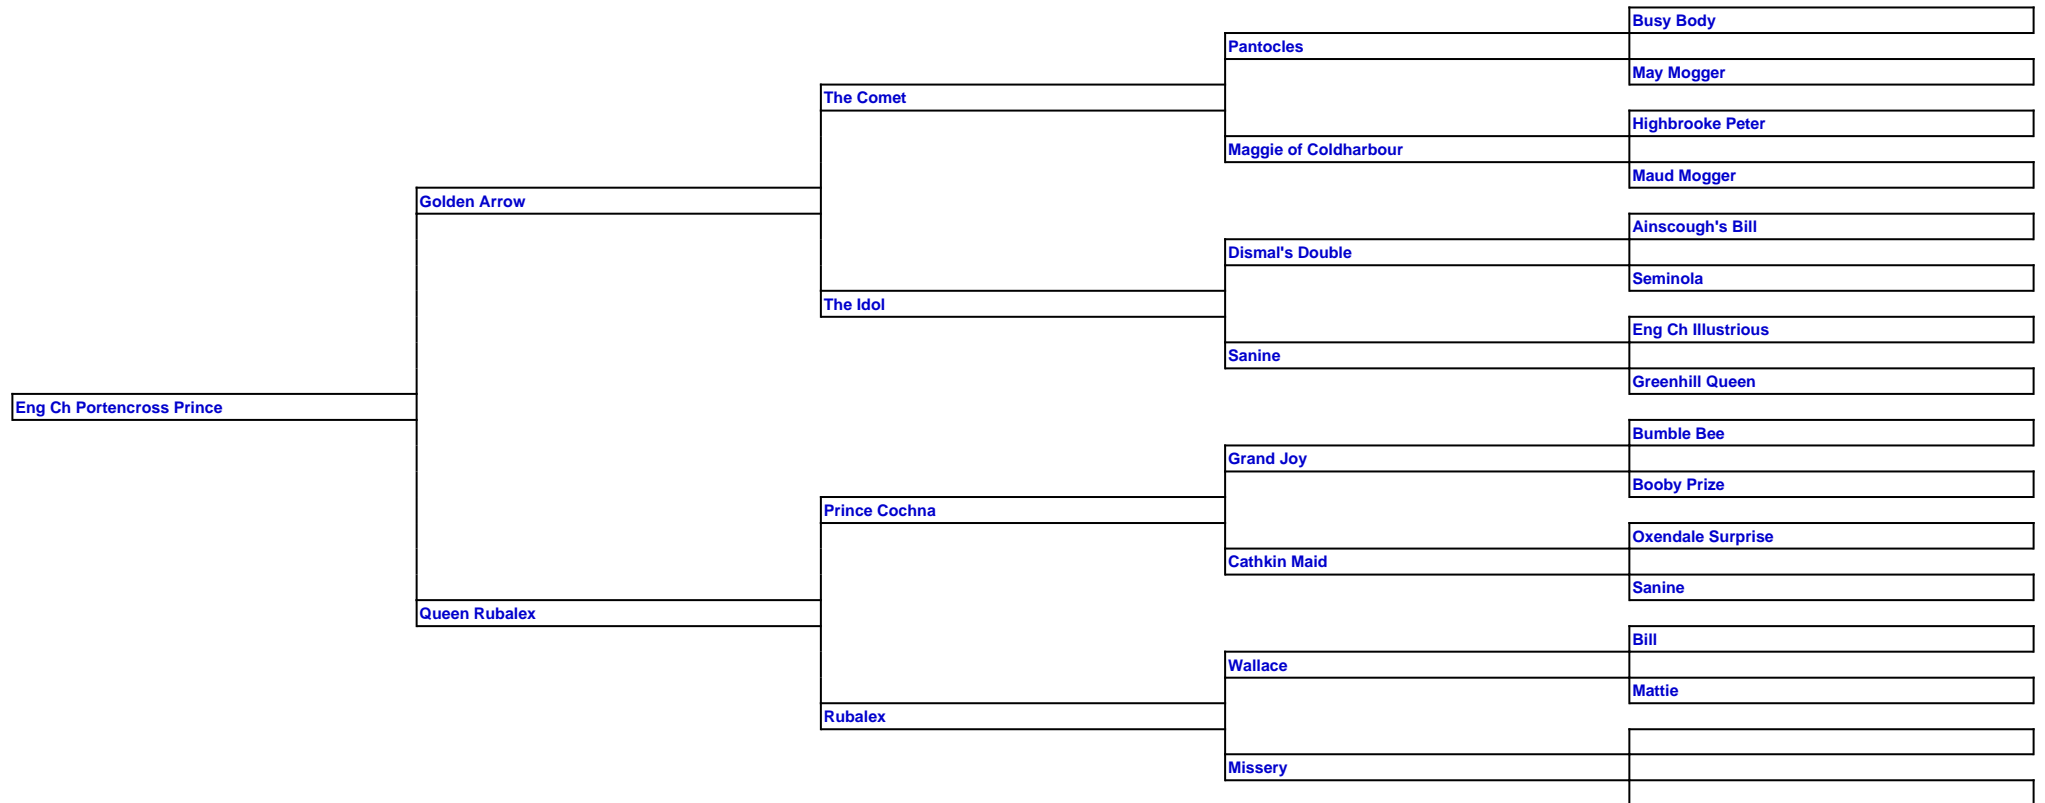 Busy Body
Pantocles
May Mogger
The Comet
Highbrooke Peter
Maggie of Coldharbour
Maud Mogger
Golden Arrow
Ainscough's Bill
Dismal's Double
Seminola
The Idol
Eng Ch Illustrious
Sanine
Greenhill Queen
Eng Ch Portencross Prince
Bumble Bee
Grand Joy
Booby Prize
Prince Cochna
Oxendale Surprise
Cathkin Maid
Sanine
Queen Rubalex
Bill
Wallace
Mattie
Rubalex
Missery